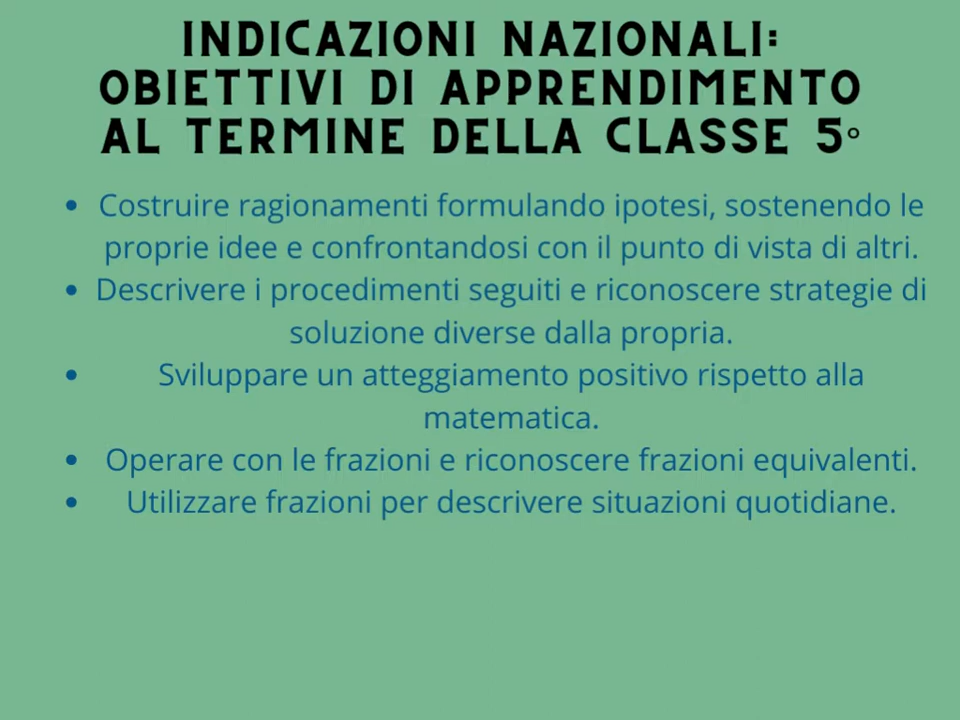 INDICAZIONI NAZIONALI:
OBIETTIVI DI APPRENDIMENTO
AL TERMINE DELLA CLASSE 5°
• Costruire ragionamenti formulando ipotesi, sostenendo le
proprie idee e confrontandosi con il punto di vista di altri.
• Descrivere i procedimenti seguiti e riconoscere strategie di
soluzione diverse dalla propria.
• Sviluppare un atteggiamento positivo rispetto alla
matematica.
• Operare con le frazioni e riconoscere frazioni equivalenti.
• Utilizzare frazioni per descrivere situazioni quotidiane.